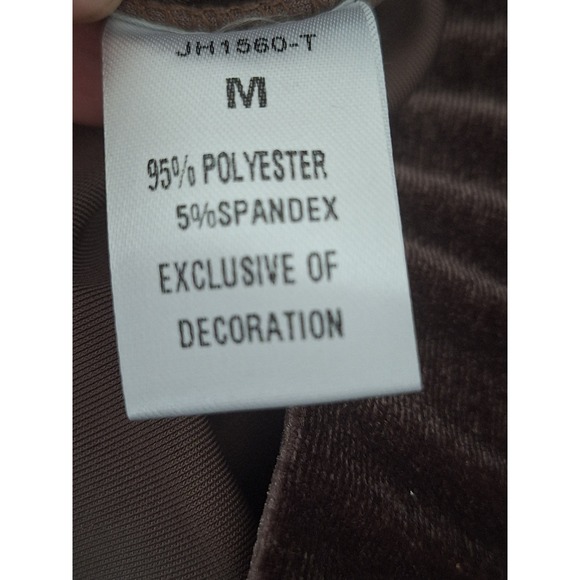 JH1560-T
M
95% POLYESTER
5%SPANDEX
EXCLUSIVE OF
DECORATION